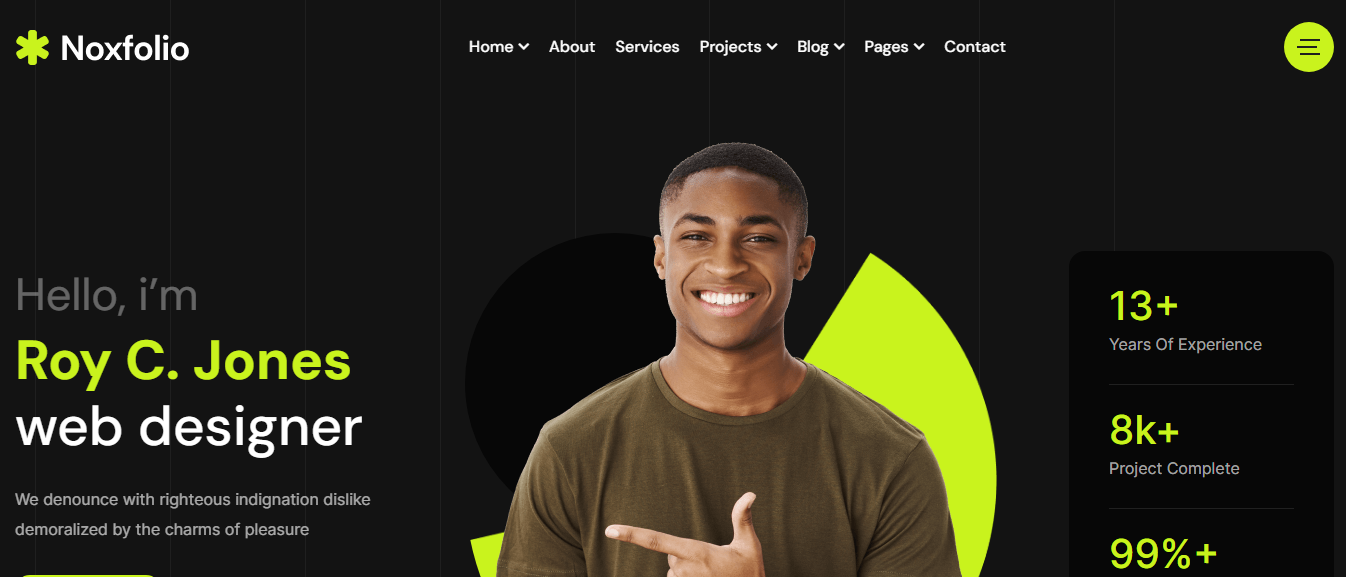 Noxfolio
Home About Services Projects Blog Pages Contact
Hello, i’m
Roy C. Jones
web designer
We denounce with righteous indignation dislike
demoralized by the charms of pleasure
13+
Years Of Experience
8k+
Project Complete
99%+